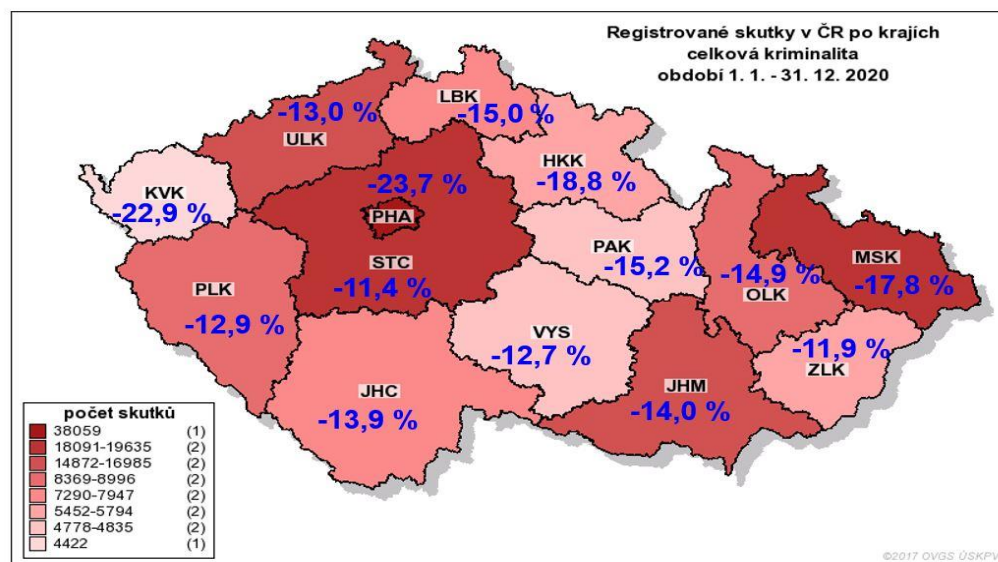 Registrované skutky v ČR po krajích
celková kriminalita
období 1. 1. - 31. 12. 2020
LBK
-15,0 %
-13,0 %
ULK
HKK
-18,8 %
KVK
-22,9 %
-23,7 %
PHA
STC
-11,4 %
PAK
-15,2 %
-14,9 %
OLK
MSK
-17,8 %
PLK
-12,9 %
VYS
-12,7 %
-11,9 %
ZLK
JHC
-13,9 %
JHM
-14,0 %
počet skutků
38059 (1)
18091-19635 (2)
14872-16985 (2)
8369-8996 (2)
7290-7947 (2)
5452-5794 (2)
4778-4835 (2)
4422 (1)
©2017 OVGS ÚSKPV